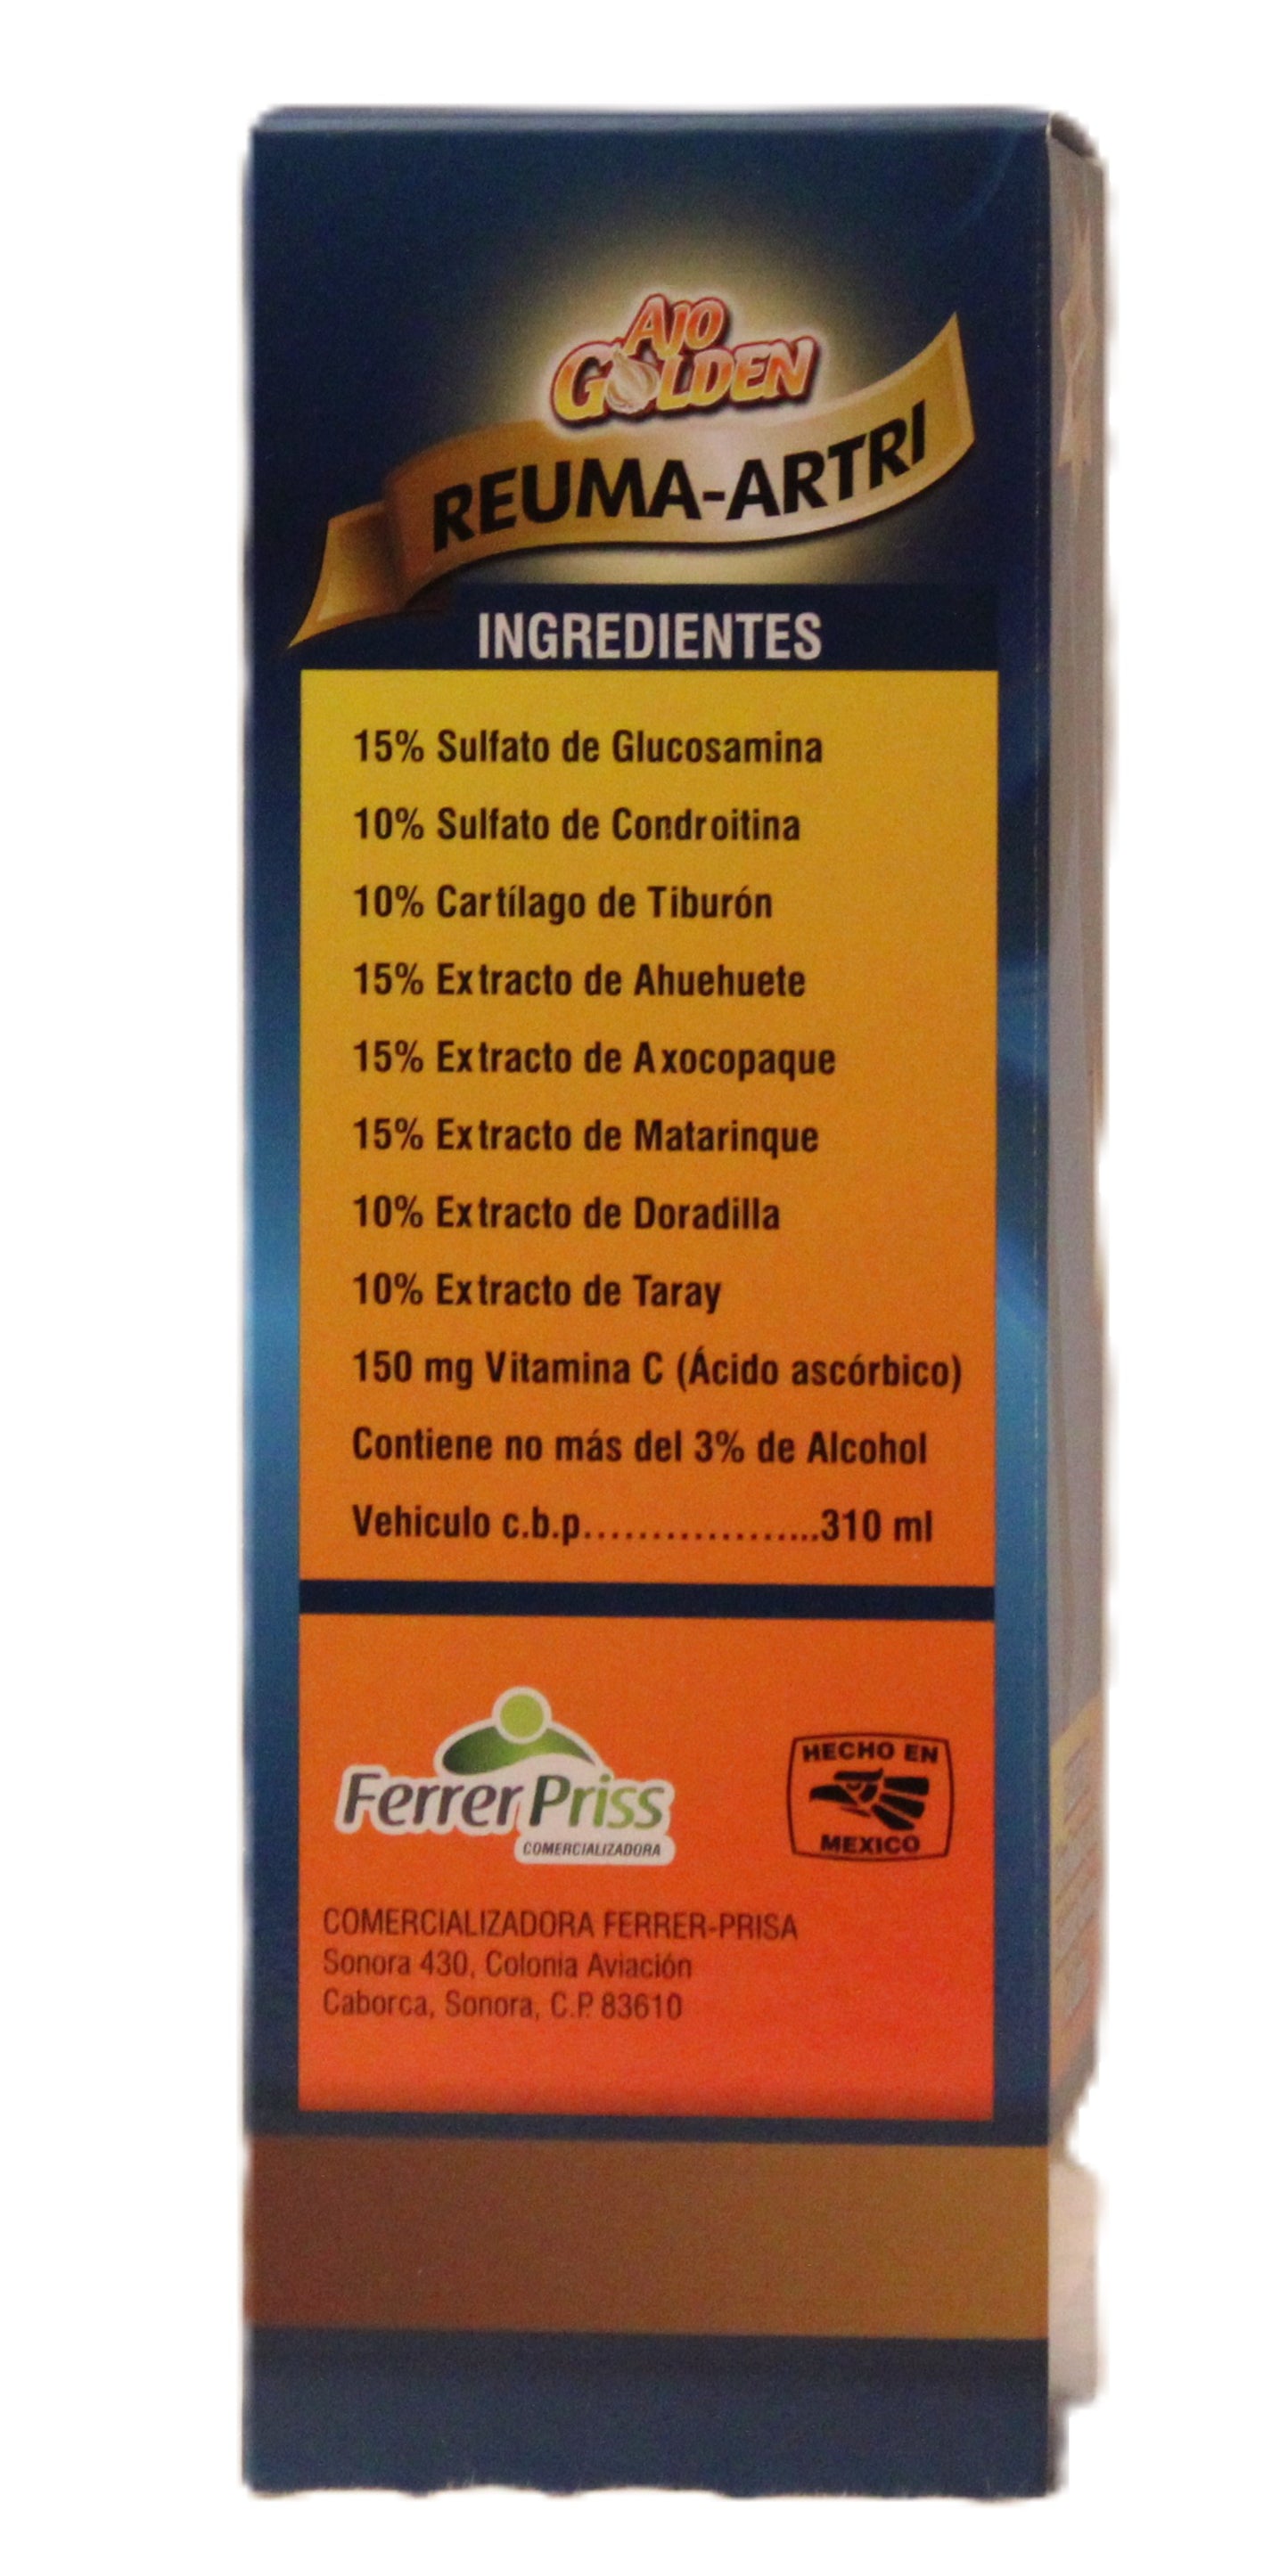 AJO
GOLDEN
REUMA-ARTRI
INGREDIENTES
15% Sulfato de Glucosamina
10% Sulfato de Condroitina
10% Cartílago de Tiburón
15% Extracto de Ahuehuete
15% Extracto de Axocopaque
15% Extracto de Matarinque
10% Extracto de Doradilla
10% Extracto de Taray
150 mg Vitamina C (Ácido ascórbico)
Contiene no más del 3% de Alcohol
Vehiculo c.b.p.....................310 ml
FerrerPriss
COMERCIALIZADORA
HECHO EN
MEXICO
COMERCIALIZADORA FERRER-PRISA
Sonora 430, Colonia Aviación
Caborca, Sonora, C.P. 83610